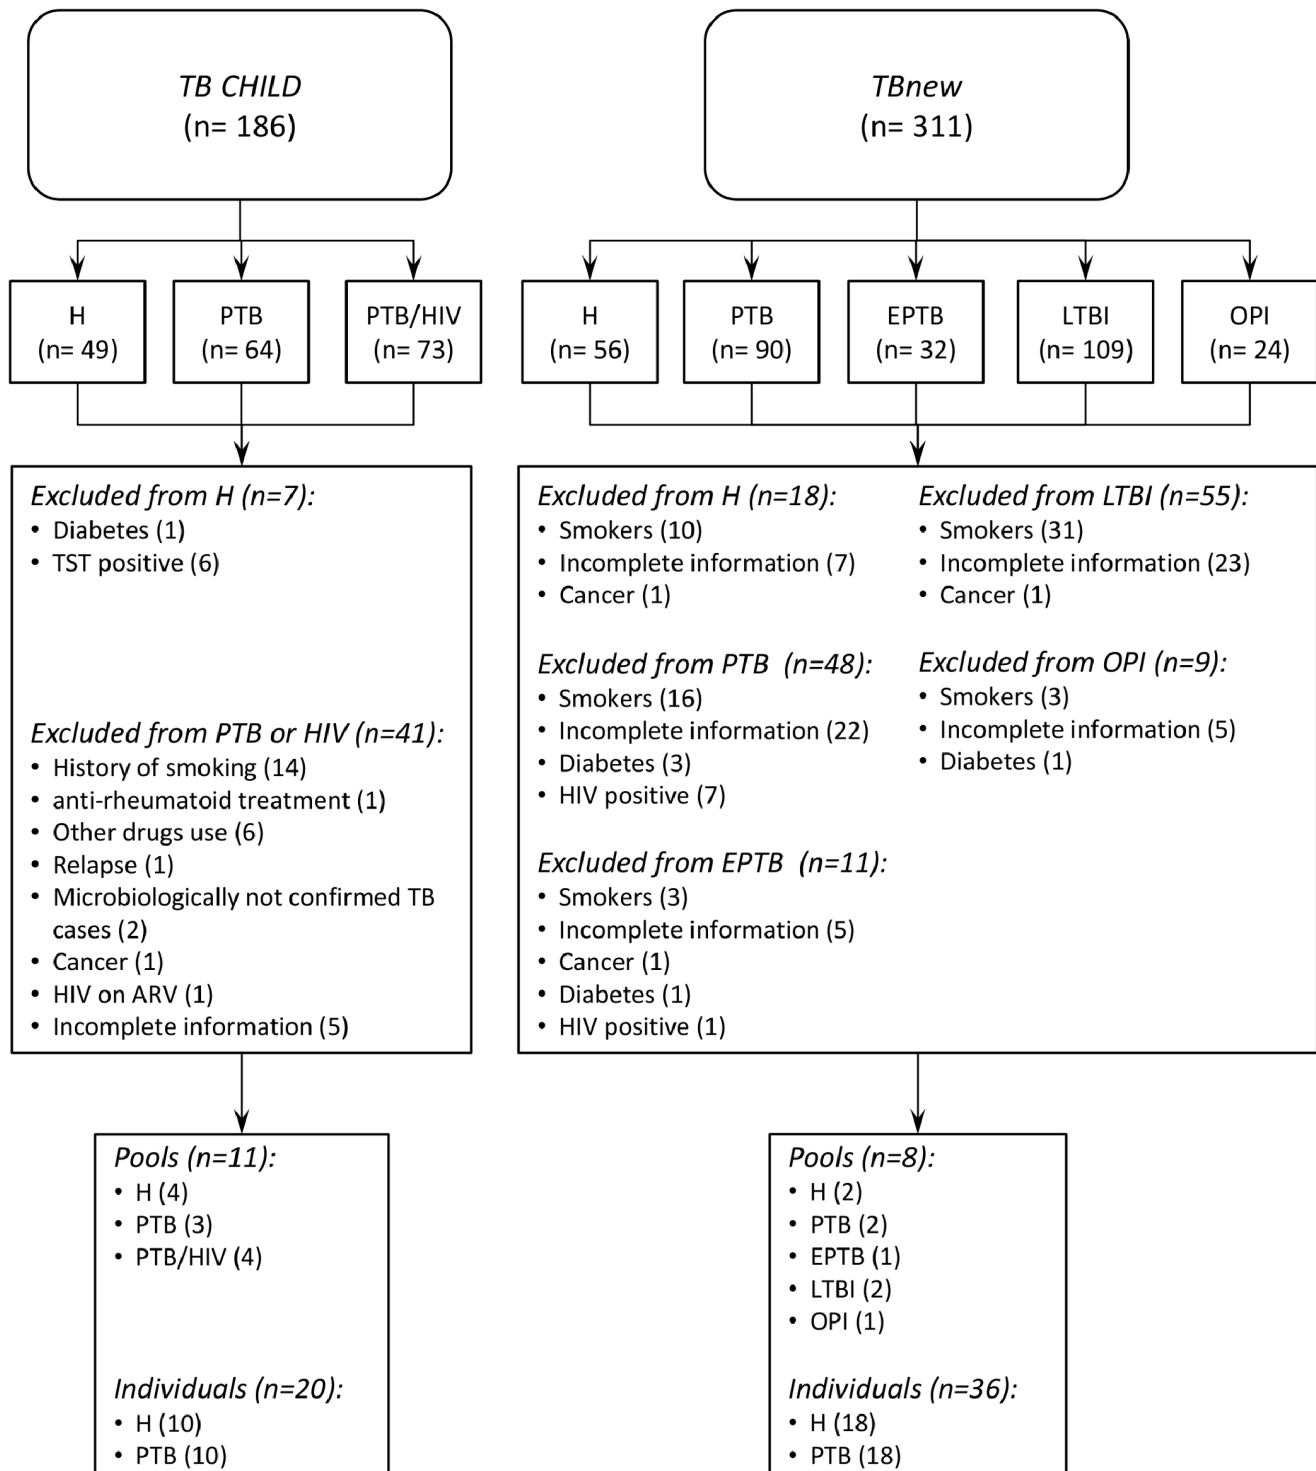 TB CHILD
(n= 186)
TBnew
(n= 311)
H
(n= 49)
PTB
(n= 64)
PTB/HIV
(n= 73)
H
(n= 56)
PTB
(n= 90)
EPTB
(n= 32)
LTBI
(n= 109)
OPI
(n= 24)
Excluded from H (n=7):
• Diabetes (1)
• TST positive (6)
Excluded from PTB or HIV (n=41):
• History of smoking (14)
• anti-rheumatoid treatment (1)
• Other drugs use (6)
• Relapse (1)
• Microbiologically not confirmed TB
cases (2)
• Cancer (1)
• HIV on ARV (1)
• Incomplete information (5)
Excluded from H (n=18):
• Smokers (10)
• Incomplete information (7)
• Cancer (1)
Excluded from PTB (n=48):
• Smokers (16)
• Incomplete information (22)
• Diabetes (3)
• HIV positive (7)
Excluded from EPTB (n=11):
• Smokers (3)
• Incomplete information (5)
• Cancer (1)
• Diabetes (1)
• HIV positive (1)
Excluded from LTBI (n=55):
• Smokers (31)
• Incomplete information (23)
• Cancer (1)
Excluded from OPI (n=9):
• Smokers (3)
• Incomplete information (5)
• Diabetes (1)
Pools (n=11):
• H (4)
• PTB (3)
• PTB/HIV (4)
Individuals (n=20):
• H (10)
• PTB (10)
Pools (n=8):
• H (2)
• PTB (2)
• EPTB (1)
• LTBI (2)
• OPI (1)
Individuals (n=36):
• H (18)
• PTB (18)